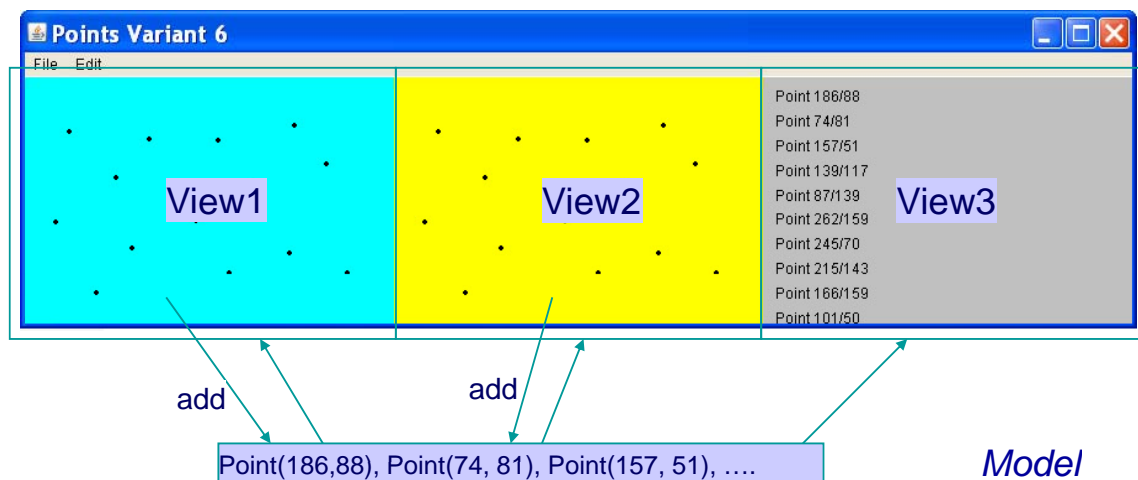 Points Variant 6
File Edit
View1
View2
View3
Point 186/88
Point 74/81
Point 157/51
Point 139/117
Point 87/139
Point 262/159
Point 245/70
Point 215/143
Point 166/159
Point 101/50
add
add
Point(186,88), Point(74, 81), Point(157, 51), ….
Model